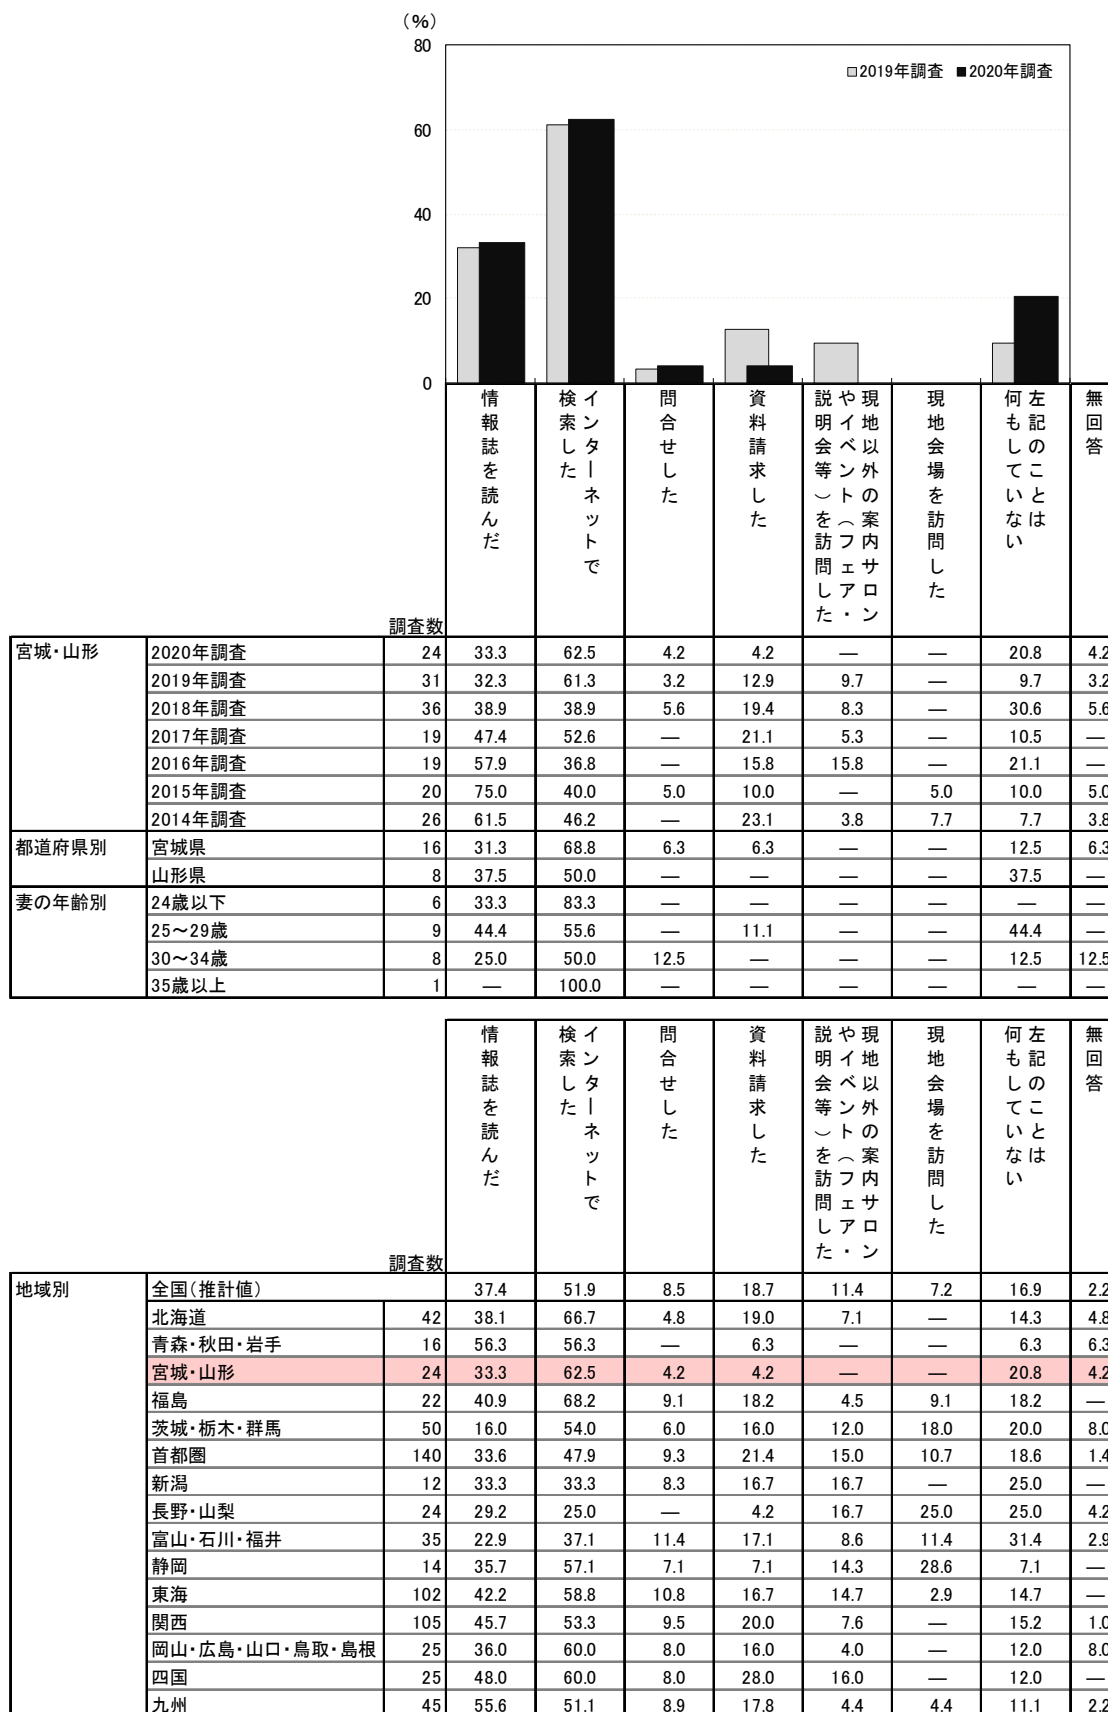 （％）
80
60
40
20
0
□2019年調査 ■2020年調査
情報誌を読んだ
インターネットで検索した
問合せした
資料請求した
現地以外の案内サロンやイベント（フェア・説明会等）を訪問した
現地会場を訪問した
左記のことは何もしていない
無回答
調査数
宮城・山形 2020年調査 24 33.3 62.5 4.2 4.2 ― ― 20.8 4.2
2019年調査 31 32.3 61.3 3.2 12.9 9.7 ― 9.7 3.2
2018年調査 36 38.9 38.9 5.6 19.4 8.3 ― 30.6 5.6
2017年調査 19 47.4 52.6 ― 21.1 5.3 ― 10.5 ―
2016年調査 19 57.9 36.8 ― 15.8 15.8 ― 21.1 ―
2015年調査 20 75.0 40.0 5.0 10.0 ― 5.0 10.0 5.0
2014年調査 26 61.5 46.2 ― 23.1 3.8 7.7 7.7 3.8
都道府県別 宮城県 16 31.3 68.8 6.3 6.3 ― ― 12.5 6.3
山形県 8 37.5 50.0 ― ― ― ― 37.5 ―
妻の年齢別 24歳以下 6 33.3 83.3 ― ― ― ― ― ―
25～29歳 9 44.4 55.6 ― 11.1 ― ― 44.4 ―
30～34歳 8 25.0 50.0 12.5 ― ― ― 12.5 12.5
35歳以上 1 ― 100.0 ― ― ― ― ― ―
情報誌を読んだ
インターネットで検索した
問合せした
資料請求した
現地以外の案内サロンやイベント（フェア・説明会等）を訪問した
現地会場を訪問した
左記のことは何もしていない
無回答
調査数
地域別 全国（推計値） 37.4 51.9 8.5 18.7 11.4 7.2 16.9 2.2
北海道 42 38.1 66.7 4.8 19.0 7.1 ― 14.3 4.8
青森・秋田・岩手 16 56.3 56.3 ― 6.3 ― ― 6.3 6.3
宮城・山形 24 33.3 62.5 4.2 4.2 ― ― 20.8 4.2
福島 22 40.9 68.2 9.1 18.2 4.5 9.1 18.2 ―
茨城・栃木・群馬 50 16.0 54.0 6.0 16.0 12.0 18.0 20.0 8.0
首都圏 140 33.6 47.9 9.3 21.4 15.0 10.7 18.6 1.4
新潟 12 33.3 33.3 8.3 16.7 16.7 ― 25.0 ―
長野・山梨 24 29.2 25.0 ― 4.2 16.7 25.0 25.0 4.2
富山・石川・福井 35 22.9 37.1 11.4 17.1 8.6 11.4 31.4 2.9
静岡 14 35.7 57.1 7.1 7.1 14.3 28.6 7.1 ―
東海 102 42.2 58.8 10.8 16.7 14.7 2.9 14.7 ―
関西 105 45.7 53.3 9.5 20.0 7.6 ― 15.2 1.0
岡山・広島・山口・鳥取・島根 25 36.0 60.0 8.0 16.0 4.0 ― 12.0 8.0
四国 25 48.0 60.0 8.0 28.0 16.0 ― 12.0 ―
九州 45 55.6 51.1 8.9 17.8 4.4 4.4 11.1 2.2